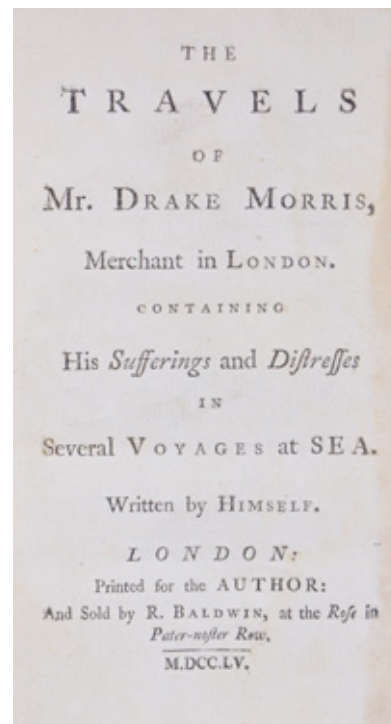 THE
TRAVELS
OF
Mr. DRAKE MORRIS,
Merchant in LONDON.
CONTAINING
His Sufferings and Diſtreſſes
IN
Several VOYAGES at SEA.
Written by HIMSELF.
LONDON:
Printed for the AUTHOR:
And Sold by R. BALDWIN, at the Roſe in
Pater-noſter Row.
M.DCC.LV.